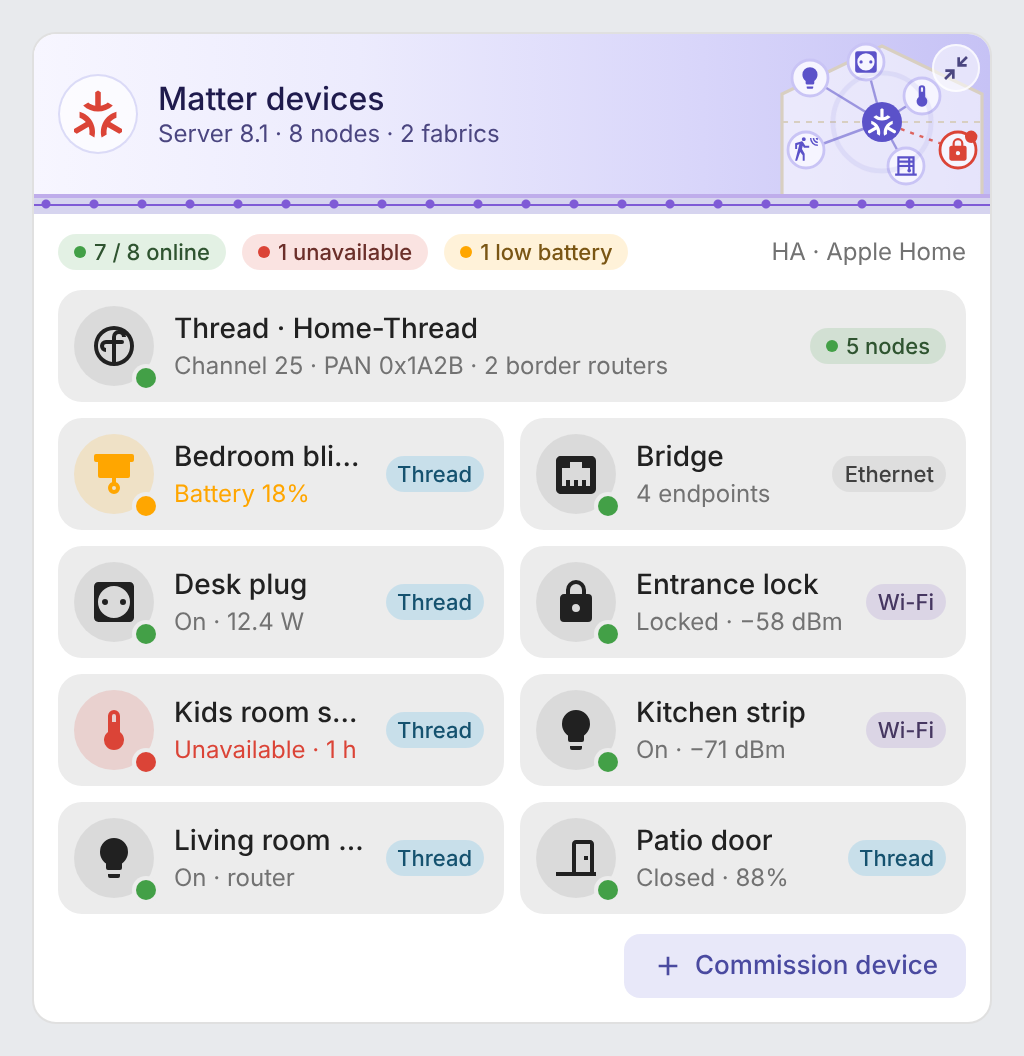 Matter devices
Server 8.1 · 8 nodes · 2 fabrics
7 / 8 online
1 unavailable
1 low battery
HA · Apple Home
Thread · Home-Thread
Channel 25 · PAN 0x1A2B · 2 border routers
5 nodes
Bedroom bli...
Battery 18%
Thread
Bridge
4 endpoints
Ethernet
Desk plug
On · 12.4 W
Thread
Entrance lock
Locked · −58 dBm
Wi-Fi
Kids room s...
Unavailable · 1 h
Thread
Kitchen strip
On · −71 dBm
Wi-Fi
Living room ...
On · router
Thread
Patio door
Closed · 88%
Thread
+ Commission device